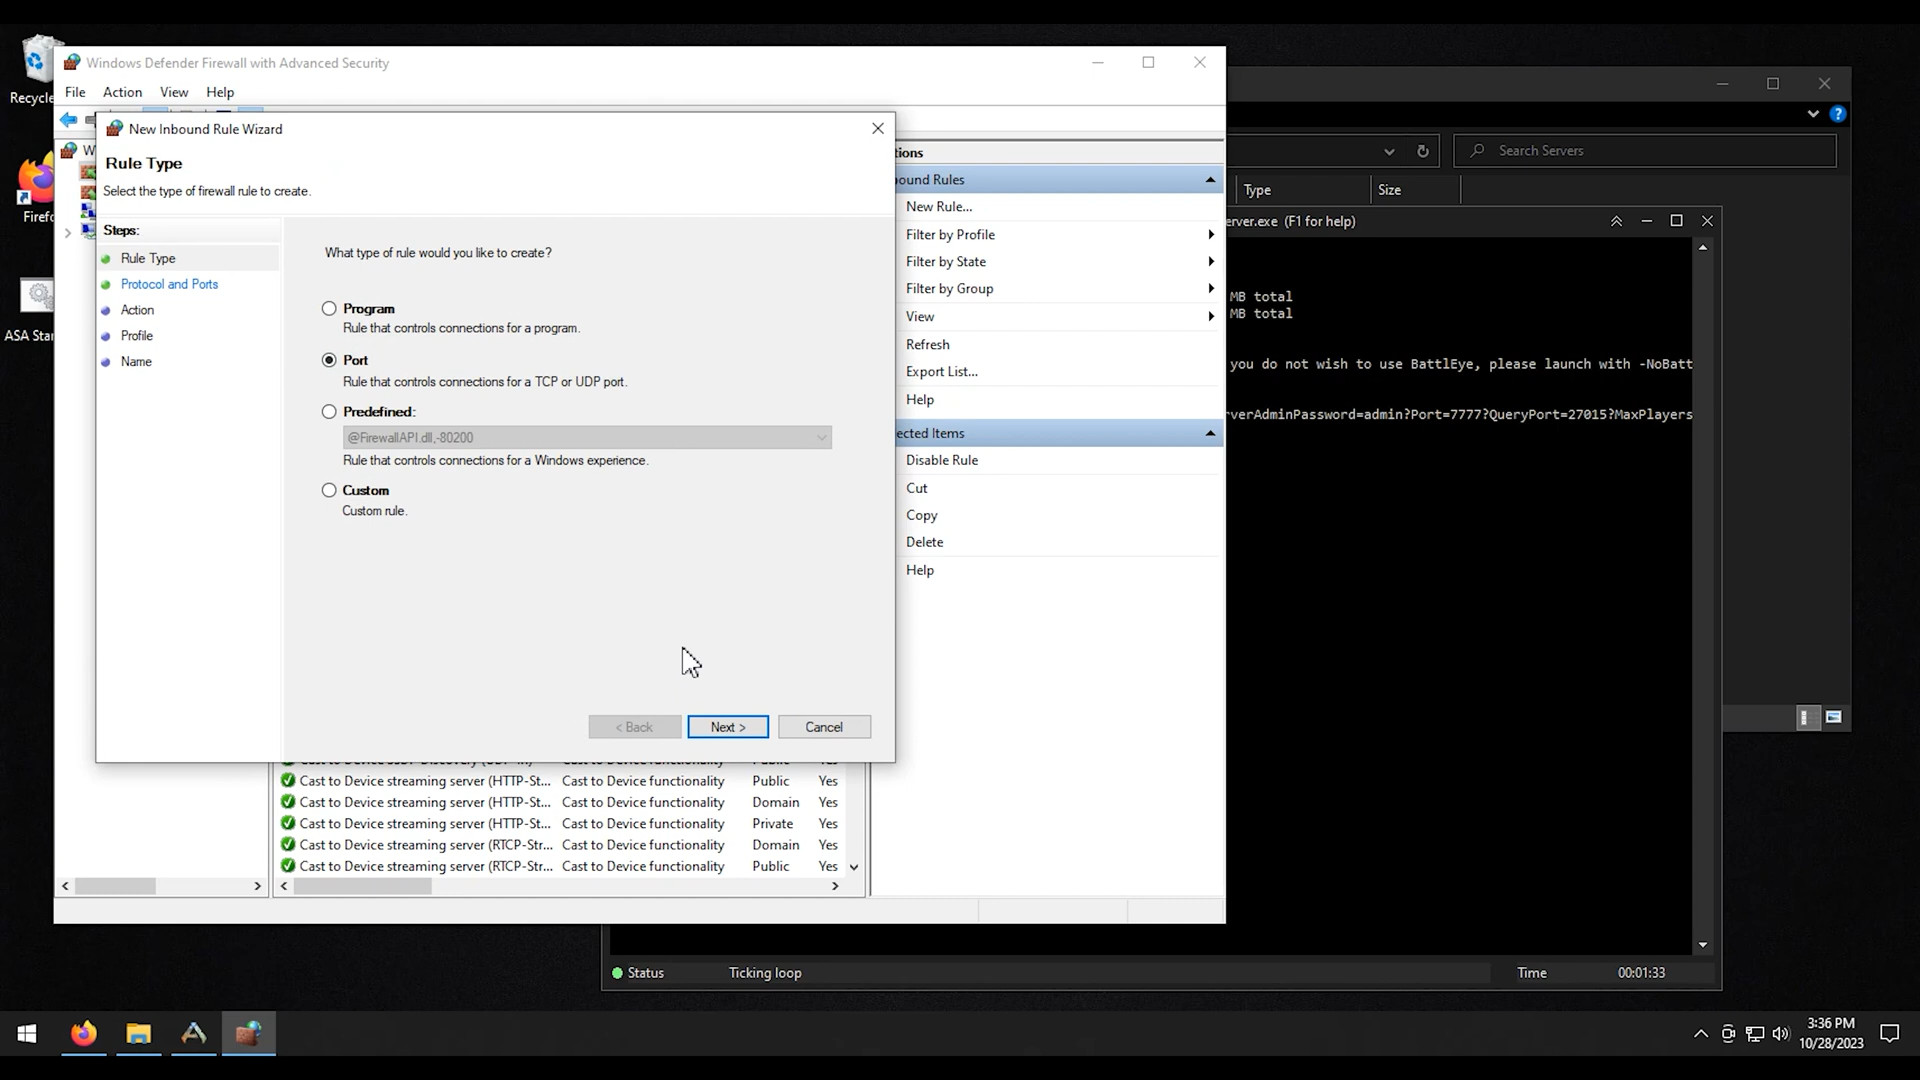 Recycle
Firefo
ASA Star
Windows Defender Firewall with Advanced Security
File Action View Help
W
New Inbound Rule Wizard
Rule Type
Select the type of firewall rule to create.
Steps:
Rule Type
Protocol and Ports
Action
Profile
Name
What type of rule would you like to create?
Program
Rule that controls connections for a program.
Port
Rule that controls connections for a TCP or UDP port.
Predefined:
@FirewallAPI.dll,-80200
Rule that controls connections for a Windows experience.
Custom
Custom rule.
< Back Next > Cancel
Cast to Device streaming server (HTTP-St... Cast to Device functionality Public Yes
Cast to Device streaming server (HTTP-St... Cast to Device functionality Domain Yes
Cast to Device streaming server (HTTP-St... Cast to Device functionality Private Yes
Cast to Device streaming server (RTCP-Str... Cast to Device functionality Domain Yes
Cast to Device streaming server (RTCP-Str... Cast to Device functionality Public Yes
tions
ound Rules
New Rule...
Filter by Profile
Filter by State
Filter by Group
View
Refresh
Export List...
Help
ected Items
Disable Rule
Cut
Copy
Delete
Help
Search Servers
Type Size
erver.exe (F1 for help)
MB total
MB total
you do not wish to use BattlEye, please launch with -NoBatt
verAdminPassword=admin?Port=7777?QueryPort=27015?MaxPlayers
Status Ticking loop Time 00:01:33
3:36 PM
10/28/2023